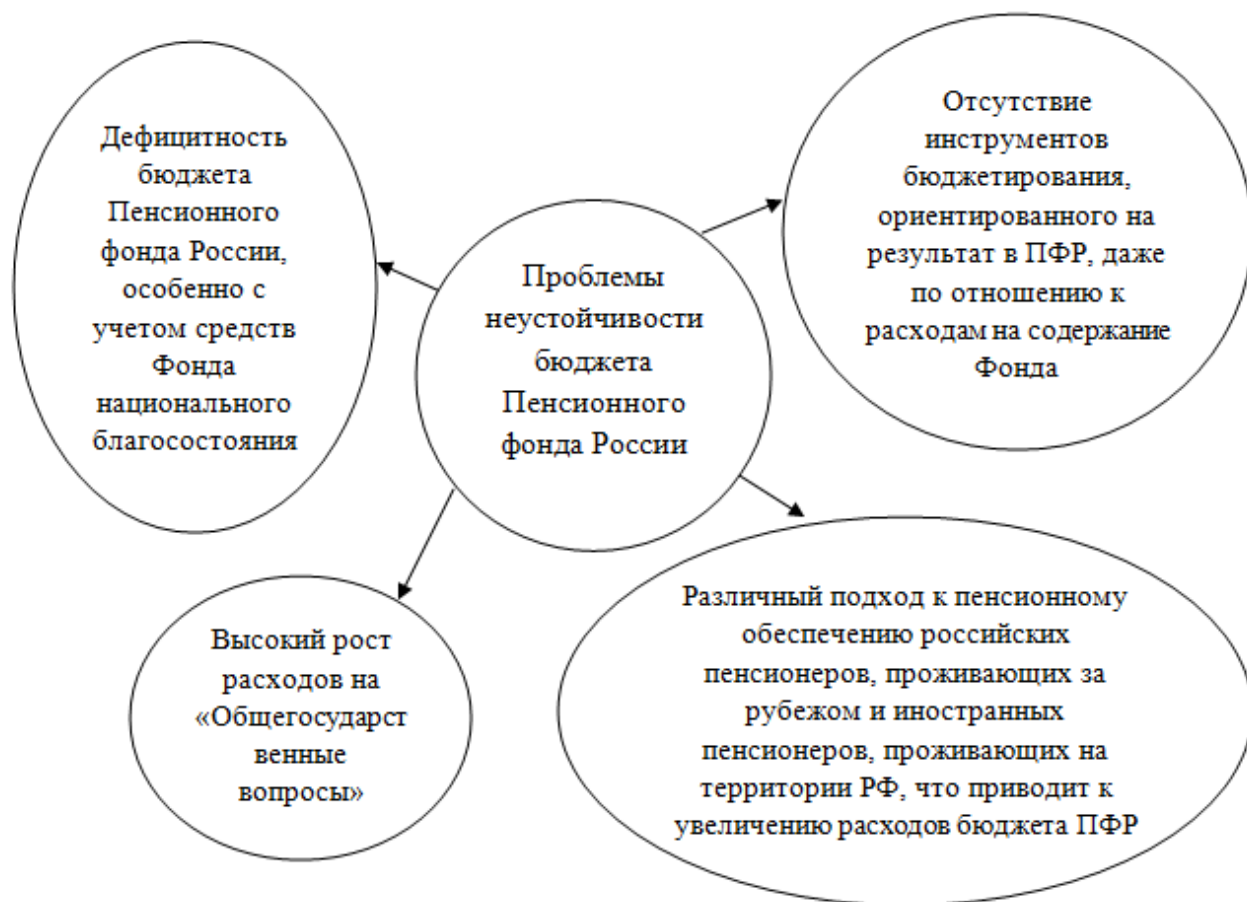 Дефицитность
бюджета
Пенсионного
фонда России,
особенно с
учетом средств
Фонда
национального
благосостояния
Отсутствие
инструментов
бюджетирования,
ориентированного на
результат в ПФР, даже
по отношению к
расходам на содержание
Фонда
Проблемы
неустойчивости
бюджета
Пенсионного
фонда России
Высокий рост
расходов на
«Общегосударст
венные
вопросы»
Различный подход к пенсионному
обеспечению российских
пенсионеров, проживающих за
рубежом и иностранных
пенсионеров, проживающих на
территории РФ, что приводит к
увеличению расходов бюджета ПФР